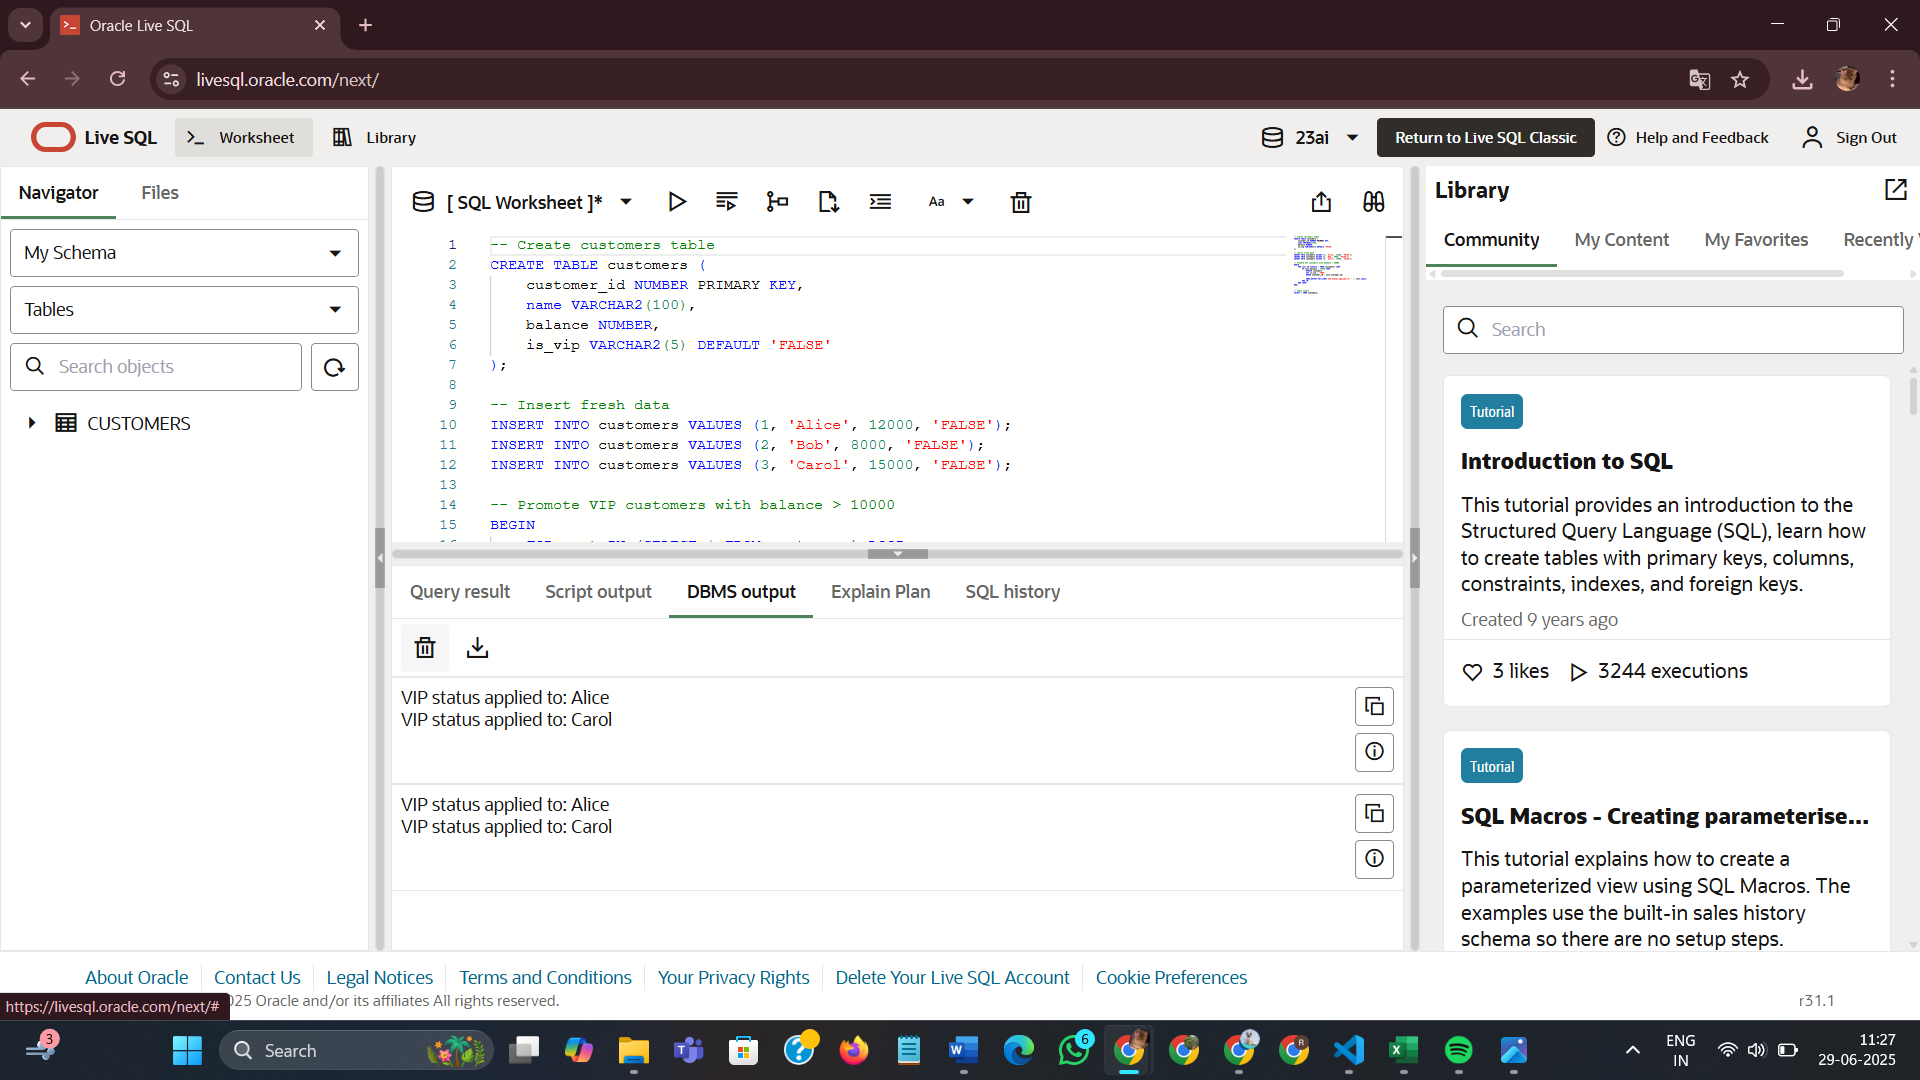 Oracle Live SQL
livesql.oracle.com/next/
Live SQL
Worksheet
Library
23ai
Return to Live SQL Classic
Help and Feedback
Sign Out
Navigator
Files
My Schema
Tables
Search objects
CUSTOMERS
[ SQL Worksheet ]*
Aa
1 -- Create customers table
2 CREATE TABLE customers (
3 customer_id NUMBER PRIMARY KEY,
4 name VARCHAR2(100),
5 balance NUMBER,
6 is_vip VARCHAR2(5) DEFAULT 'FALSE'
7 );
8
9 -- Insert fresh data
10 INSERT INTO customers VALUES (1, 'Alice', 12000, 'FALSE');
11 INSERT INTO customers VALUES (2, 'Bob', 8000, 'FALSE');
12 INSERT INTO customers VALUES (3, 'Carol', 15000, 'FALSE');
13
14 -- Promote VIP customers with balance > 10000
15 BEGIN
Query result
Script output
DBMS output
Explain Plan
SQL history
VIP status applied to: Alice
VIP status applied to: Carol
VIP status applied to: Alice
VIP status applied to: Carol
Library
Community
My Content
My Favorites
Recently
Search
Tutorial
Introduction to SQL
This tutorial provides an introduction to the
Structured Query Language (SQL), learn how
to create tables with primary keys, columns,
constraints, indexes, and foreign keys.
Created 9 years ago
3 likes
3244 executions
Tutorial
SQL Macros - Creating parameterise...
This tutorial explains how to create a
parameterized view using SQL Macros. The
examples use the built-in sales history
schema so there are no setup steps.
About Oracle
Contact Us
Legal Notices
Terms and Conditions
Your Privacy Rights
Delete Your Live SQL Account
Cookie Preferences
https://livesql.oracle.com/next/#
025 Oracle and/or its affiliates All rights reserved.
r31.1
3
Search
6
ENG
IN
11:27
29-06-2025